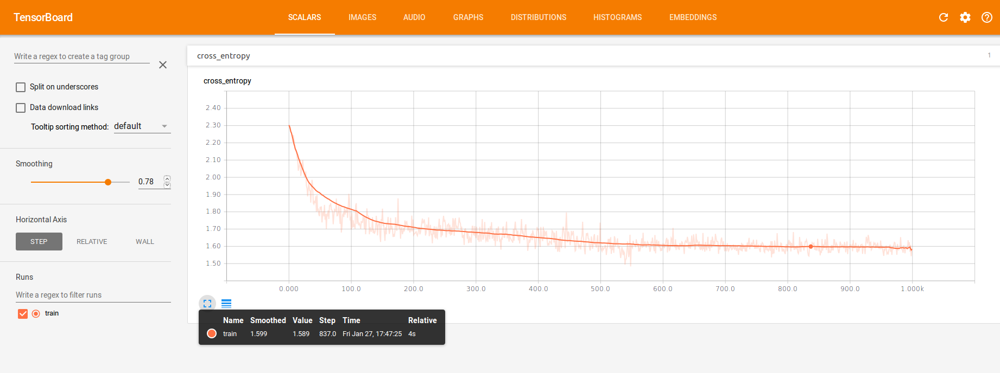 TensorBoard
SCALARS IMAGES AUDIO GRAPHS DISTRIBUTIONS HISTOGRAMS EMBEDDINGS
Write a regex to create a tag group
Split on underscores
Data download links
Tooltip sorting method: default
Smoothing
0.78
Horizontal Axis
STEP RELATIVE WALL
Runs
Write a regex to filter runs
train
cross_entropy 1
cross_entropy
2.40
2.30
2.20
2.10
2.00
1.90
1.80
1.70
1.60
1.50
0.000 100.0 200.0 300.0 400.0 500.0 600.0 700.0 800.0 900.0 1.000k
Name Smoothed Value Step Time Relative
train 1.599 1.589 837.0 Fri Jan 27, 17:47:25 4s